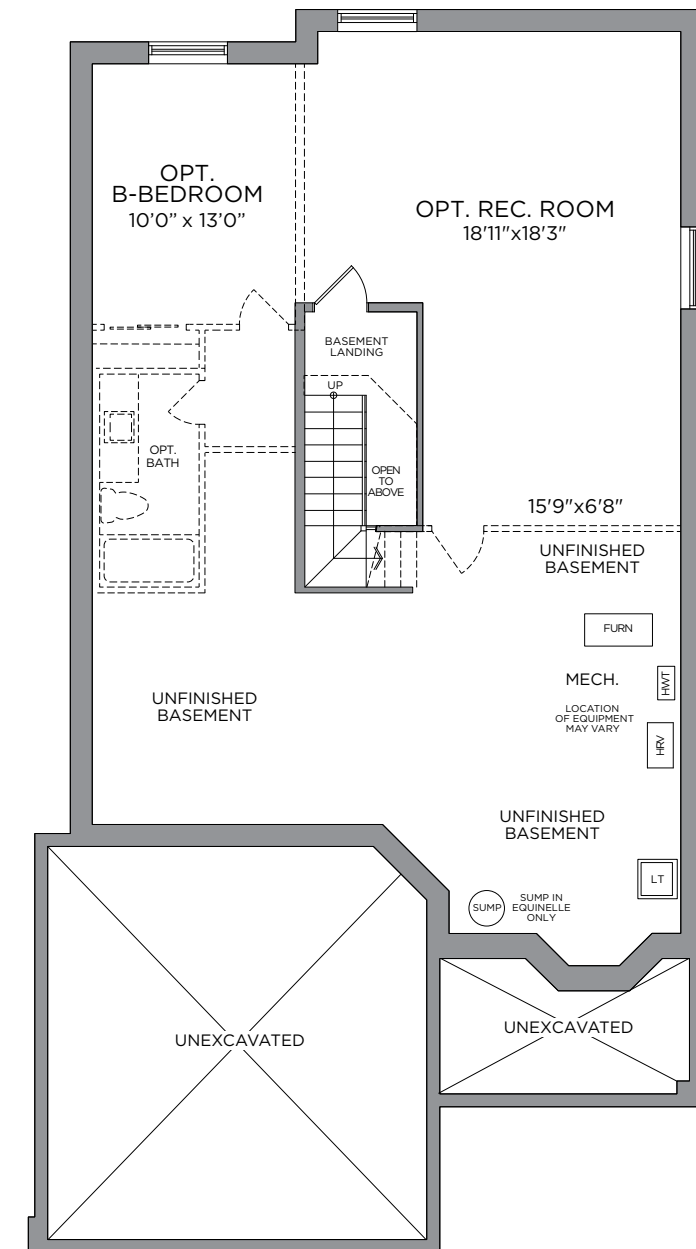 OPT.
B-BEDROOM
10'0" x 13'0"
OPT. REC. ROOM
18'11"x18'3"
BASEMENT
LANDING
UP
OPT.
BATH
OPEN
TO
ABOVE
15'9"x6'8"
UNFINISHED
BASEMENT
FURN
MECH.
HWT
LOCATION
OF EQUIPMENT
MAY VARY
HRV
UNFINISHED
BASEMENT
UNFINISHED
BASEMENT
LT
SUMP
SUMP IN
EQUINELLE
ONLY
UNEXCAVATED
UNEXCAVATED